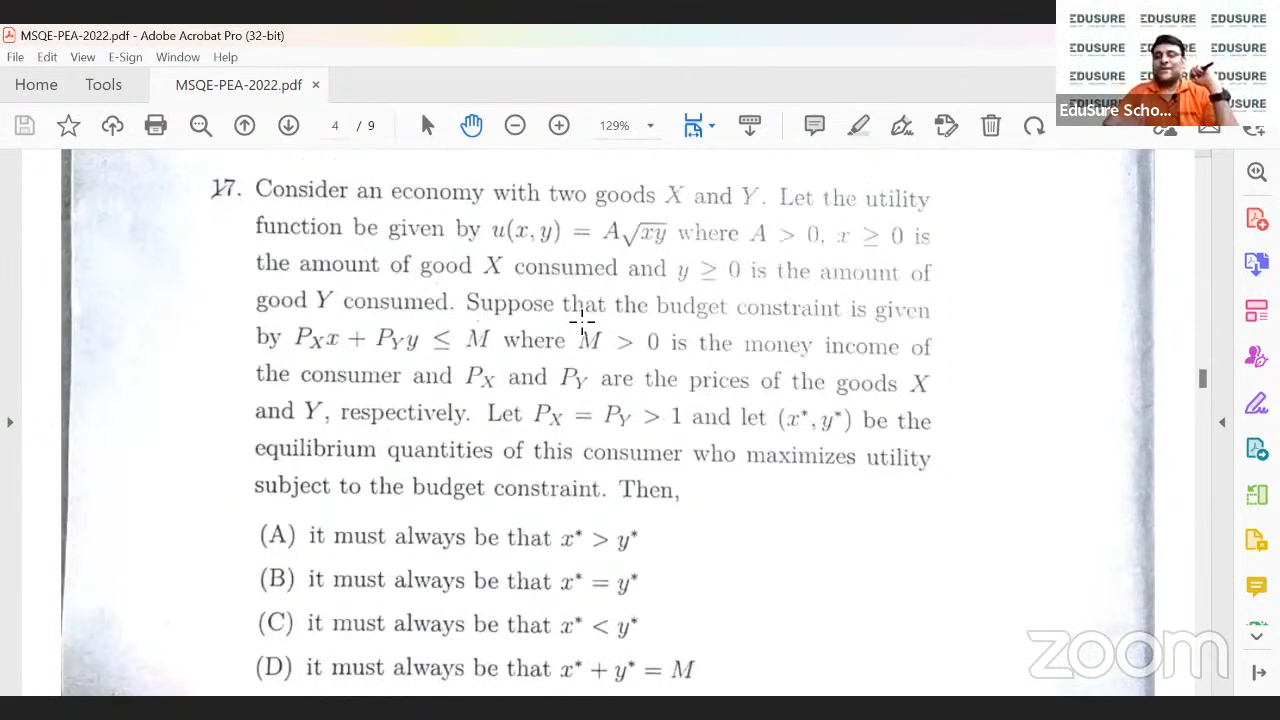 EDUSURE EDUSURE EDUSURE
EDUSURE
EDUSURE
EDUSURE
EDUSURE
EduSure Scho...
MSQE-PEA-2022.pdf - Adobe Acrobat Pro (32-bit)
File Edit View E-Sign Window Help
Home Tools MSQE-PEA-2022.pdf ×
4 / 9 129%
17. Consider an economy with two goods X and Y. Let the utility
function be given by u(x, y) = A√xy where A > 0, x ≥ 0 is
the amount of good X consumed and y ≥ 0 is the amount of
good Y consumed. Suppose that the budget constraint is given
by P_X x + P_Y y ≤ M where M > 0 is the money income of
the consumer and P_X and P_Y are the prices of the goods X
and Y, respectively. Let P_X = P_Y > 1 and let (x*, y*) be the
equilibrium quantities of this consumer who maximizes utility
subject to the budget constraint. Then,
(A) it must always be that x* > y*
(B) it must always be that x* = y*
(C) it must always be that x* < y*
(D) it must always be that x* + y* = M
zoom